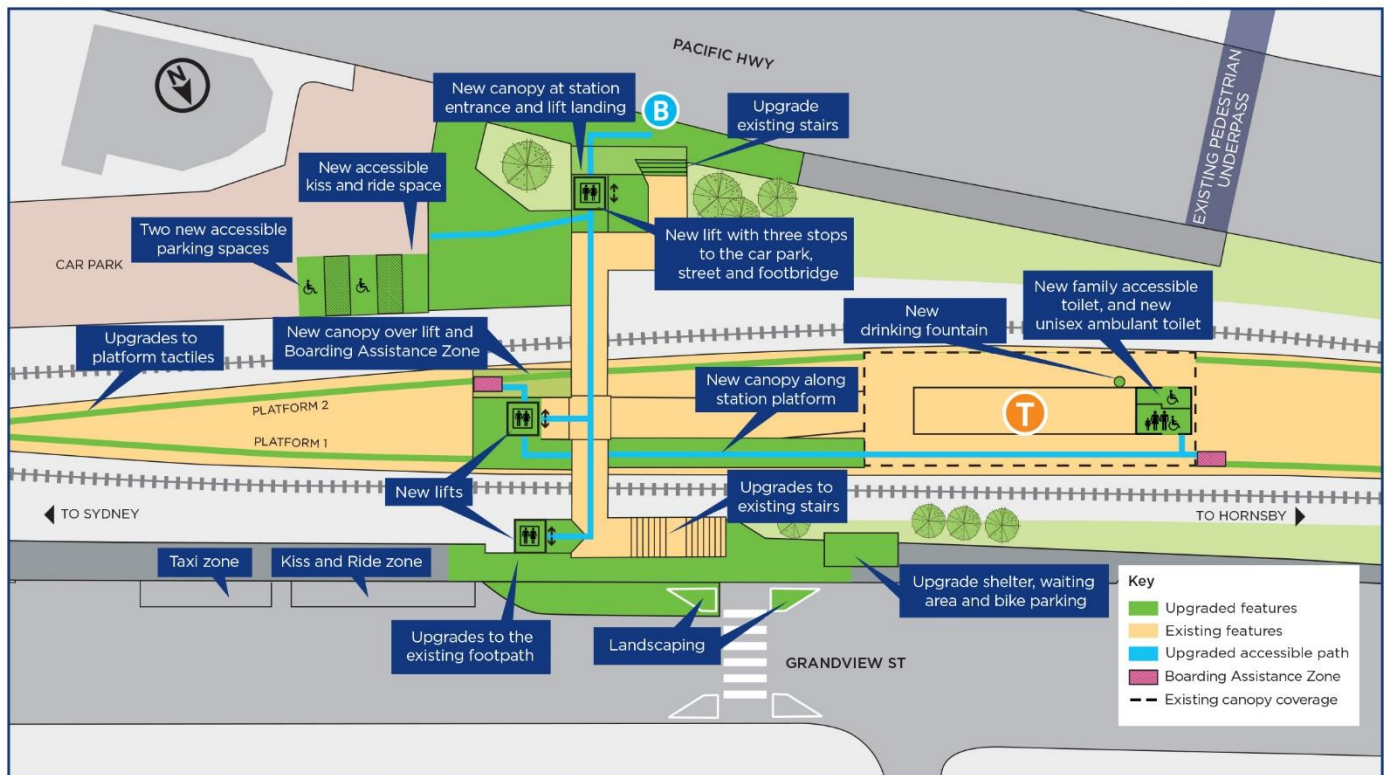 PACIFIC HWY
EXISTING PEDESTRIAN
UNDERPASS
N
New canopy at station
entrance and lift landing
B
Upgrade
existing stairs
New accessible
kiss and ride space
Two new accessible
parking spaces
CAR PARK
New lift with three stops
to the car park,
street and footbridge
New family accessible
toilet, and new
unisex ambulant toilet
New
drinking fountain
Upgrades to
platform tactiles
New canopy over lift and
Boarding Assistance Zone
New canopy along
station platform
PLATFORM 2
T
PLATFORM 1
New lifts
Upgrades to
existing stairs
TO SYDNEY
TO HORNSBY
Taxi zone
Kiss and Ride zone
Upgrade shelter, waiting
area and bike parking
Upgrades to the
existing footpath
Landscaping
GRANDVIEW ST
Key
Upgraded features
Existing features
Upgraded accessible path
Boarding Assistance Zone
Existing canopy coverage